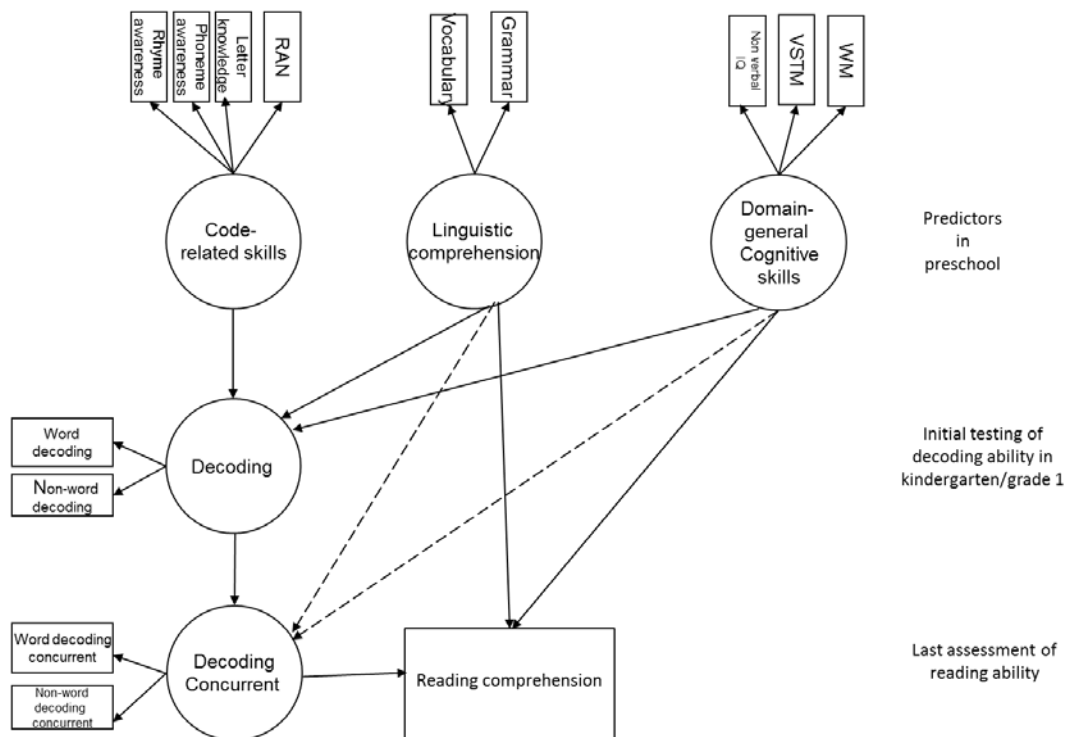 Rhyme
awareness
Phoneme
awareness
Letter
knowledge
RAN
Vocabulary
Grammar
Non verbal
IQ
VSTM
WM
Code-
related skills
Linguistic
comprehension
Domain-
general
Cognitive
skills
Predictors
in
preschool
Word
decoding
Non-word
decoding
Decoding
Initial testing of
decoding ability in
kindergarten/grade 1
Word decoding
concurrent
Non-word
decoding
concurrent
Decoding
Concurrent
Reading comprehension
Last assessment of
reading ability